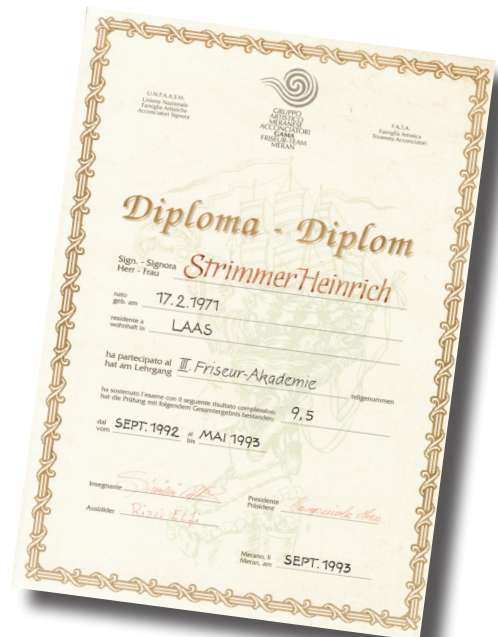 U.N.F.A.A.S.M.
Unione Nazionale
Famiglie Artistiche
Acconciatori Signora
GRUPPO
ARTISTICO
MERANESE
ACCONCIATORI
GAMA
FRISEUR-TEAM
MERAN
F.A.T.A.
Famiglia Artistica
Triveneta Acconciatori
Diploma - Diplom
Sign. - Signora
Herr - Frau
Strimmer Heinrich
nato
geb. am
17.2.1971
residente a
wohnhaft in
LAAS
ha partecipato al
hat am Lehrgang
III. Friseur-Akademie
teilgenommen
ha sostenuto l'esame con il seguente risultato complessivo:
hat die Prüfung mit folgendem Gesamtergebnis bestanden:
9,5
dal
vom
SEPT. 1992
al
bis
MAI 1993
Insegnante
Ausbilder
Presidente
Präsident
Merano, li
Meran, am
SEPT. 1993